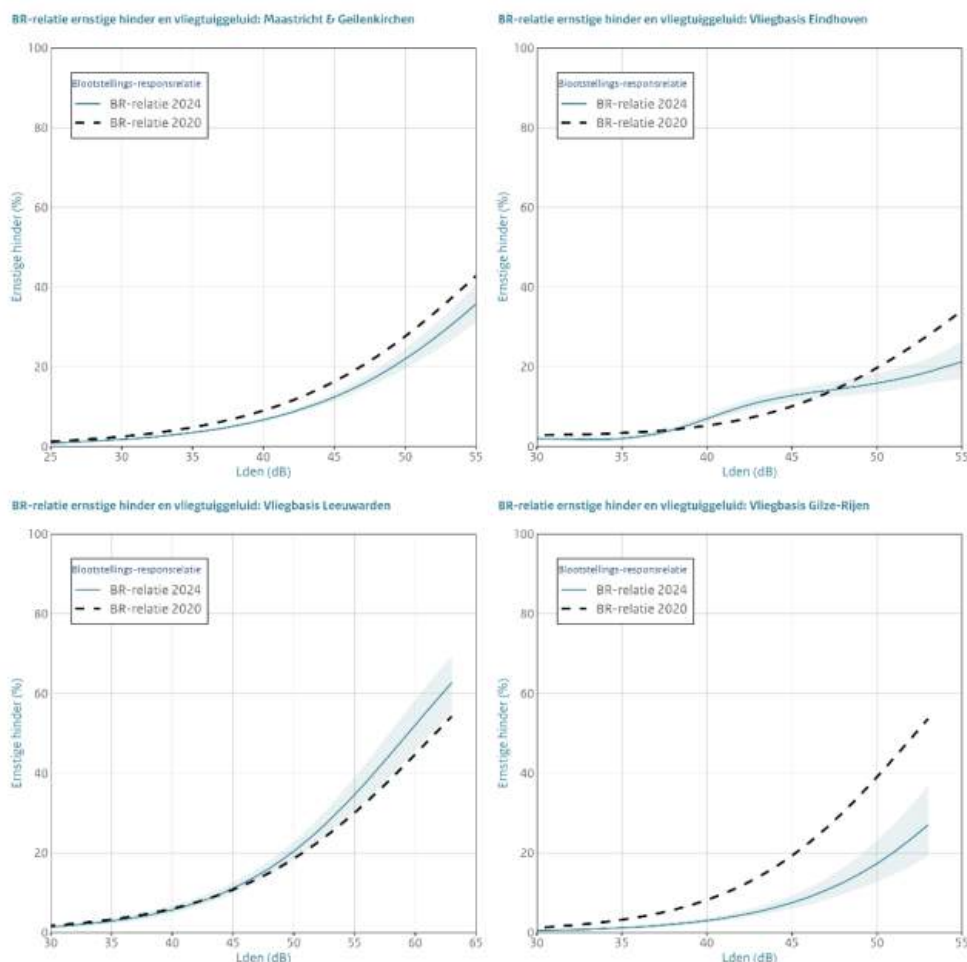 BR-relatie ernstige hinder en vliegtuiggeluid: Maastricht & Geilenkirchen
100
80
60
40
20
0
Ernstige hinder (%)
Blootstellings-responsrelatie
BR-relatie 2024
BR-relatie 2020
25 30 35 40 45 50 55
Lden (dB)
BR-relatie ernstige hinder en vliegtuiggeluid: Vliegbasis Eindhoven
100
80
60
40
20
0
Ernstige hinder (%)
Blootstellings-responsrelatie
BR-relatie 2024
BR-relatie 2020
30 35 40 45 50 55
Lden (dB)
BR-relatie ernstige hinder en vliegtuiggeluid: Vliegbasis Leeuwarden
100
80
60
40
20
0
Ernstige hinder (%)
Blootstellings-responsrelatie
BR-relatie 2024
BR-relatie 2020
30 35 40 45 50 55 60 65
Lden (dB)
BR-relatie ernstige hinder en vliegtuiggeluid: Vliegbasis Gilze-Rijen
100
80
60
40
20
0
Ernstige hinder (%)
Blootstellings-responsrelatie
BR-relatie 2024
BR-relatie 2020
30 35 40 45 50 55
Lden (dB)